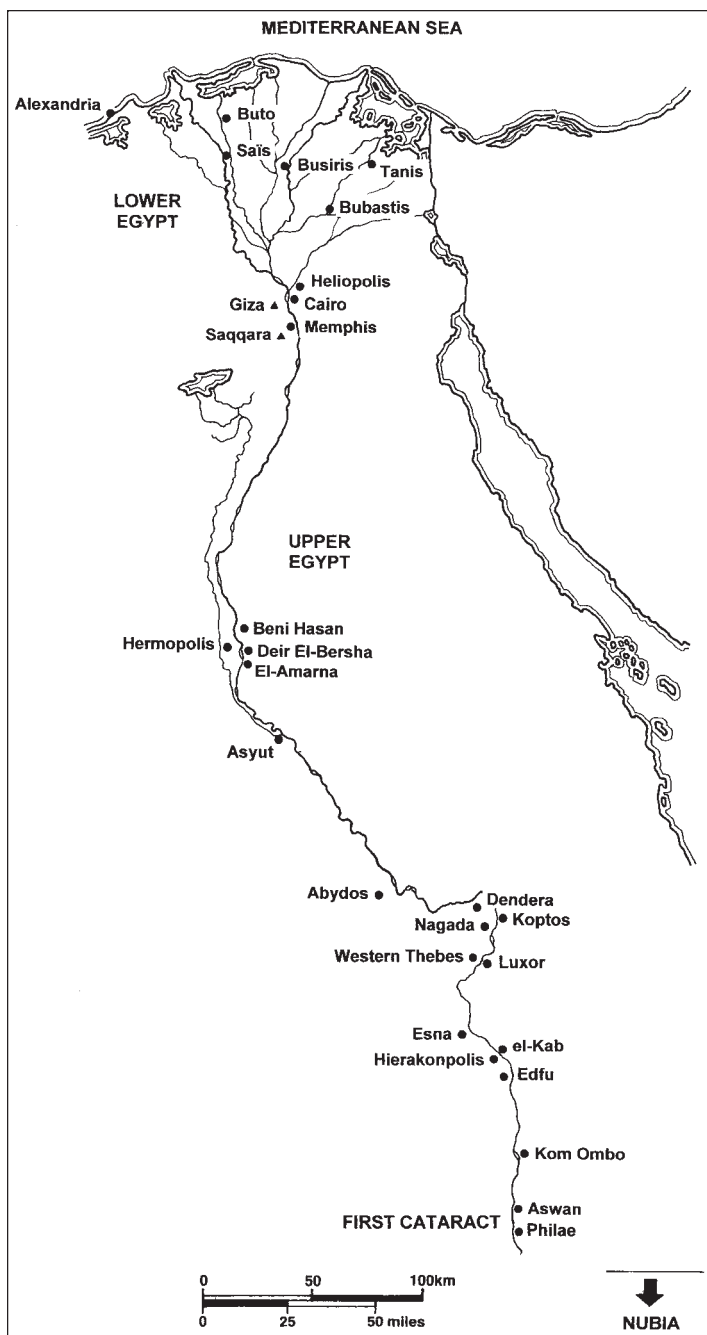 MEDITERRANEAN SEA
Alexandria
Buto
Saïs
Busiris
Tanis
LOWER
EGYPT
Bubastis
Heliopolis
Giza
Cairo
Memphis
Saqqara
UPPER
EGYPT
Beni Hasan
Hermopolis
Deir El-Bersha
El-Amarna
Asyut
Abydos
Dendera
Koptos
Nagada
Western Thebes
Luxor
Esna
el-Kab
Hierakonpolis
Edfu
Kom Ombo
Aswan
FIRST CATARACT
Philae
0 50 100km
0 25 50 miles
NUBIA